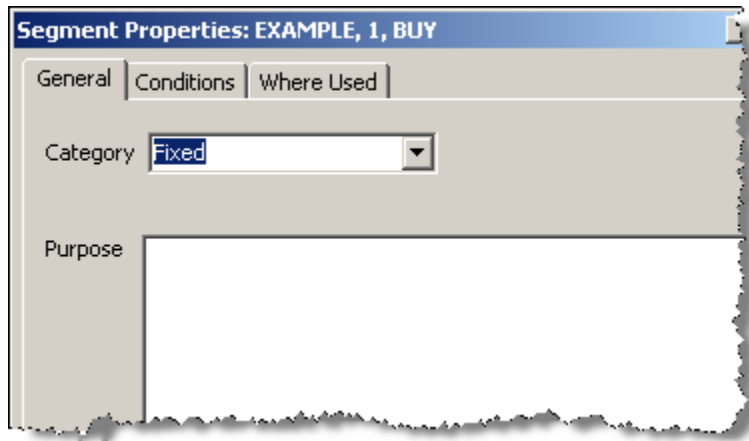 Segment Properties: EXAMPLE, 1, BUY
General Conditions Where Used
Category Fixed
Purpose